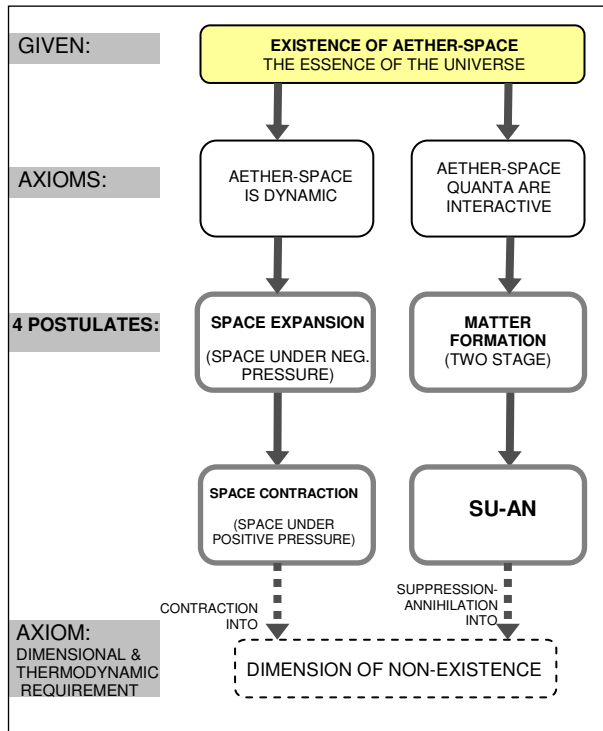 GIVEN:
EXISTENCE OF AETHER-SPACE
THE ESSENCE OF THE UNIVERSE
AXIOMS:
AETHER-SPACE
IS DYNAMIC
AETHER-SPACE
QUANTA ARE
INTERACTIVE
4 POSTULATES:
SPACE EXPANSION
(SPACE UNDER NEG.
PRESSURE)
MATTER
FORMATION
(TWO STAGE)
SPACE CONTRACTION
(SPACE UNDER
POSITIVE PRESSURE)
SU-AN
CONTRACTION
INTO
SUPPRESSION-
ANNIHILATION
INTO
AXIOM:
DIMENSIONAL &
THERMODYNAMIC
REQUIREMENT
DIMENSION OF NON-EXISTENCE